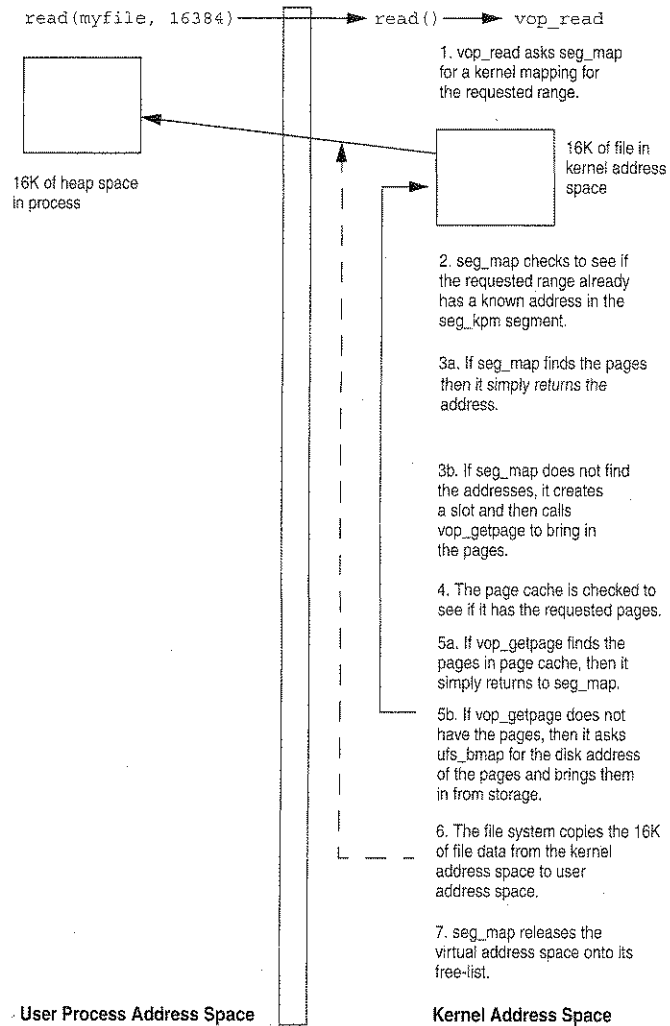 read(myfile, 16384) read() vop_read
1. vop_read asks seg_map
for a kernel mapping for
the requested range.
16K of heap space
in process
16K of file in
kernel address
space
2. seg_map checks to see if
the requested range already
has a known address in the
seg_kpm segment.
3a. If seg_map finds the pages
then it simply returns the
address.
3b. If seg_map does not find
the addresses, it creates
a slot and then calls
vop_getpage to bring in
the pages.
4. The page cache is checked to
see if it has the requested pages.
5a. If vop_getpage finds the
pages in page cache, then it
simply returns to seg_map.
5b. If vop_getpage does not
have the pages, then it asks
ufs_bmap for the disk address
of the pages and brings them
in from storage.
6. The file system copies the 16K
of file data from the kernel
address space to user
address space.
7. seg_map releases the
virtual address space onto its
free-list.
User Process Address Space
Kernel Address Space